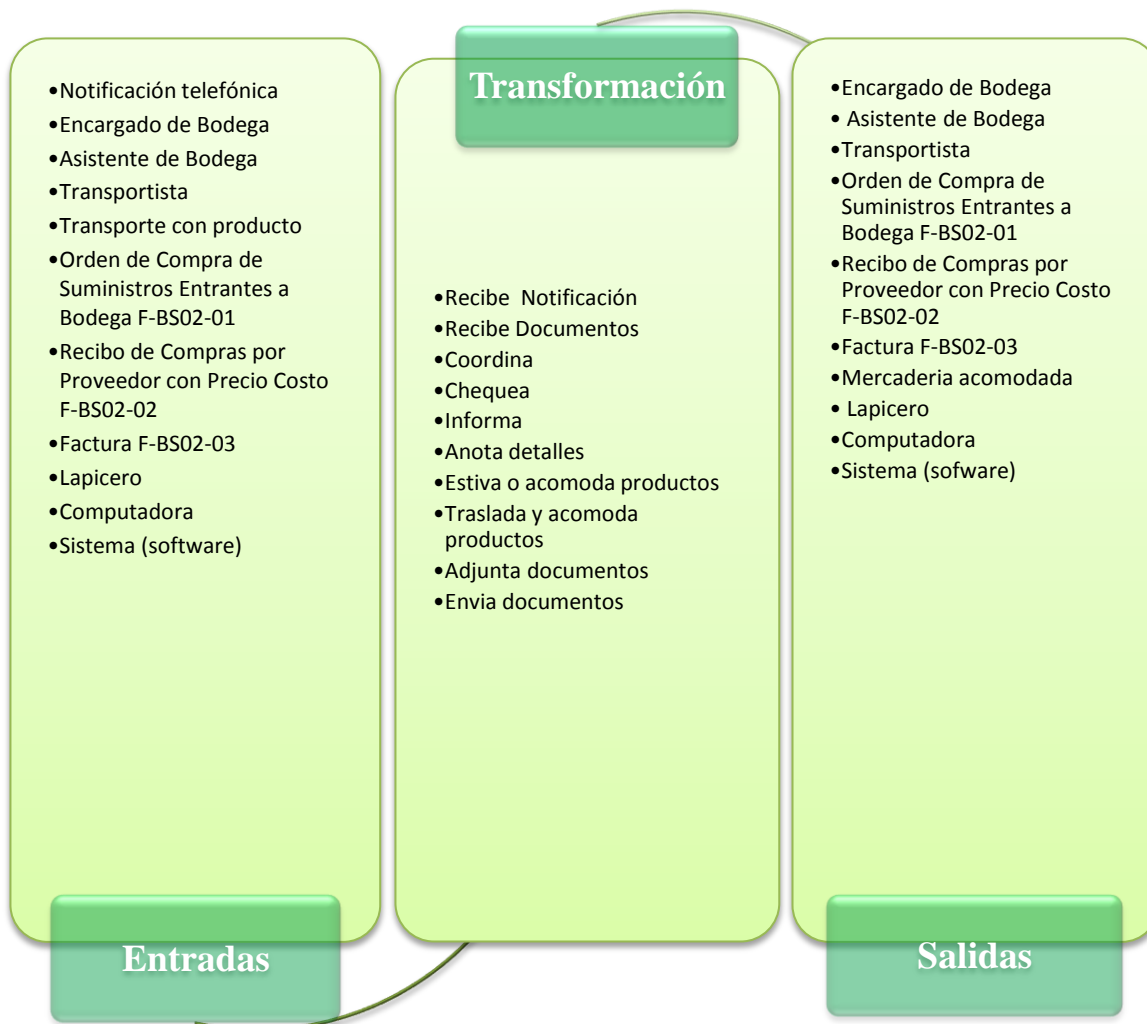 •Notificación telefónica
•Encargado de Bodega
•Asistente de Bodega
•Transportista
•Transporte con producto
•Orden de Compra de
Suministros Entrantes a
Bodega F-BS02-01
•Recibo de Compras por
Proveedor con Precio Costo
F-BS02-02
•Factura F-BS02-03
•Lapicero
•Computadora
•Sistema (software)
Entradas
Transformación
•Recibe  Notificación
•Recibe Documentos
•Coordina
•Chequea
•Informa
•Anota detalles
•Estiva o acomoda productos
•Traslada y acomoda
productos
•Adjunta documentos
•Envia documentos
•Encargado de Bodega
• Asistente de Bodega
•Transportista
•Orden de Compra de
Suministros Entrantes a
Bodega F-BS02-01
•Recibo de Compras por
Proveedor con Precio Costo
F-BS02-02
•Factura F-BS02-03
•Mercaderia acomodada
• Lapicero
•Computadora
•Sistema (sofware)
Salidas